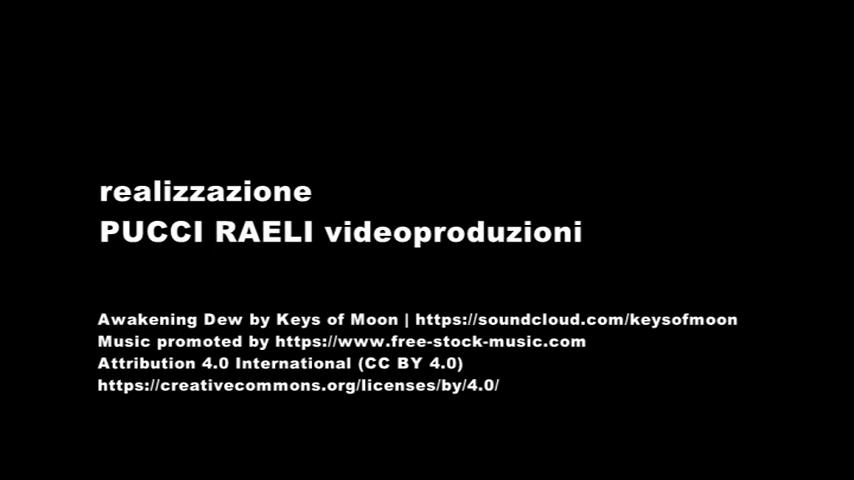 realizzazione
PUCCI RAELI videoproduzioni
Awakening Dew by Keys of Moon | https://soundcloud.com/keysofmoon
Music promoted by https://www.free-stock-music.com
Attribution 4.0 International (CC BY 4.0)
https://creativecommons.org/licenses/by/4.0/